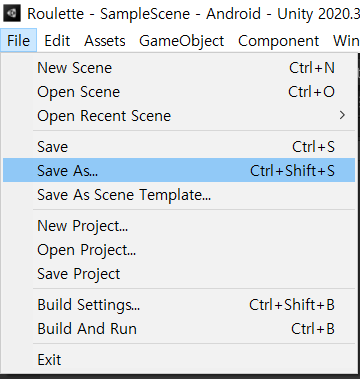 Roulette - SampleScene - Android - Unity 2020.3
File Edit Assets GameObject Component Win
New Scene Ctrl+N
Open Scene Ctrl+O
Open Recent Scene
Save Ctrl+S
Save As... Ctrl+Shift+S
Save As Scene Template...
New Project...
Open Project...
Save Project
Build Settings... Ctrl+Shift+B
Build And Run Ctrl+B
Exit